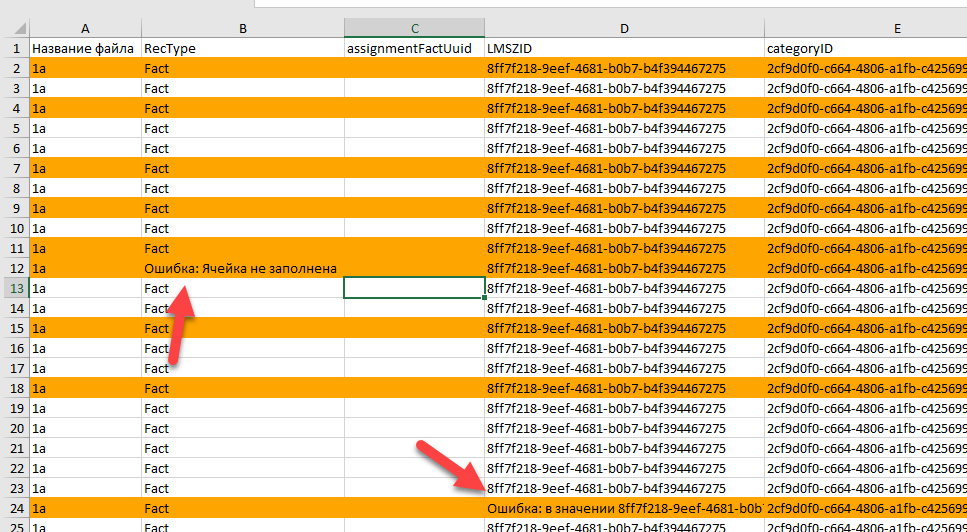 A B C D E
1 Название файла RecType assignmentFactUuid LMSZID categoryID
2 1a Fact 8ff7f218-9eef-4681-b0b7-b4f394467275 2cf9d0f0-c664-4806-a1fb-c425699
3 1a Fact 8ff7f218-9eef-4681-b0b7-b4f394467275 2cf9d0f0-c664-4806-a1fb-c425699
4 1a Fact 8ff7f218-9eef-4681-b0b7-b4f394467275 2cf9d0f0-c664-4806-a1fb-c425699
5 1a Fact 8ff7f218-9eef-4681-b0b7-b4f394467275 2cf9d0f0-c664-4806-a1fb-c425699
6 1a Fact 8ff7f218-9eef-4681-b0b7-b4f394467275 2cf9d0f0-c664-4806-a1fb-c425699
7 1a Fact 8ff7f218-9eef-4681-b0b7-b4f394467275 2cf9d0f0-c664-4806-a1fb-c425699
8 1a Fact 8ff7f218-9eef-4681-b0b7-b4f394467275 2cf9d0f0-c664-4806-a1fb-c425699
9 1a Fact 8ff7f218-9eef-4681-b0b7-b4f394467275 2cf9d0f0-c664-4806-a1fb-c425699
10 1a Fact 8ff7f218-9eef-4681-b0b7-b4f394467275 2cf9d0f0-c664-4806-a1fb-c425699
11 1a Fact 8ff7f218-9eef-4681-b0b7-b4f394467275 2cf9d0f0-c664-4806-a1fb-c425699
12 1a Ошибка: Ячейка не заполнена 8ff7f218-9eef-4681-b0b7-b4f394467275 2cf9d0f0-c664-4806-a1fb-c425699
13 1a Fact 8ff7f218-9eef-4681-b0b7-b4f394467275 2cf9d0f0-c664-4806-a1fb-c425699
14 1a Fact 8ff7f218-9eef-4681-b0b7-b4f394467275 2cf9d0f0-c664-4806-a1fb-c425699
15 1a Fact 8ff7f218-9eef-4681-b0b7-b4f394467275 2cf9d0f0-c664-4806-a1fb-c425699
16 1a Fact 8ff7f218-9eef-4681-b0b7-b4f394467275 2cf9d0f0-c664-4806-a1fb-c425699
17 1a Fact 8ff7f218-9eef-4681-b0b7-b4f394467275 2cf9d0f0-c664-4806-a1fb-c425699
18 1a Fact 8ff7f218-9eef-4681-b0b7-b4f394467275 2cf9d0f0-c664-4806-a1fb-c425699
19 1a Fact 8ff7f218-9eef-4681-b0b7-b4f394467275 2cf9d0f0-c664-4806-a1fb-c425699
20 1a Fact 8ff7f218-9eef-4681-b0b7-b4f394467275 2cf9d0f0-c664-4806-a1fb-c425699
21 1a Fact 8ff7f218-9eef-4681-b0b7-b4f394467275 2cf9d0f0-c664-4806-a1fb-c425699
22 1a Fact 8ff7f218-9eef-4681-b0b7-b4f394467275 2cf9d0f0-c664-4806-a1fb-c425699
23 1a Fact 8ff7f218-9eef-4681-b0b7-b4f394467275 2cf9d0f0-c664-4806-a1fb-c425699
24 1a Fact Ошибка: в значении 8ff7f218-9eef-4681-b0b7 2cf9d0f0-c664-4806-a1fb-c425699
25 1a Fact 8ff7f218-9eef-4681-b0b7-b4f394467275 2cf9d0f0-c664-4806-a1fb-c425699